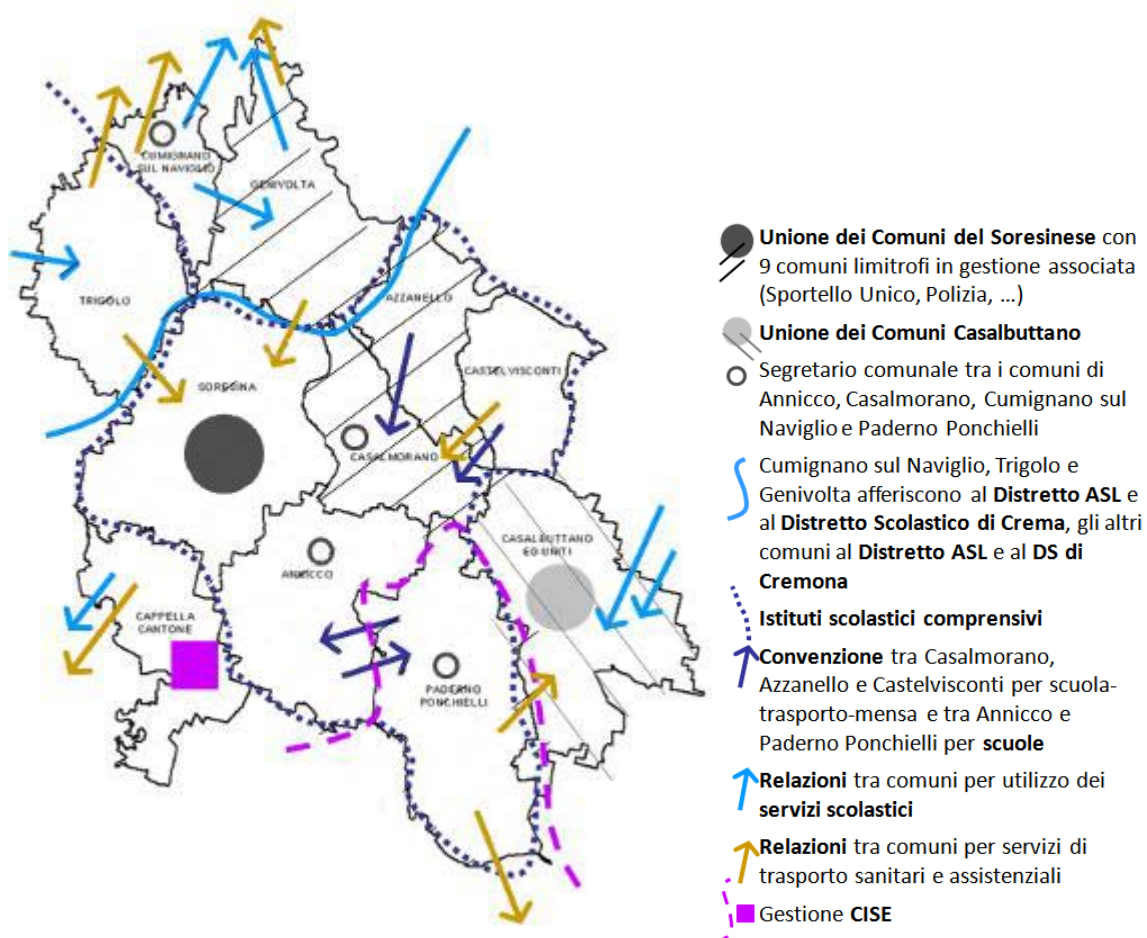 CUMIGNANO
SUL NAVIGLIO
GENIVOLTA
TRIGOLO
AZZANELLO
CASTELVISCONTI
SORESINA
CASALMORANO
CASALBUTTANO
ED UNITI
ANNICCO
CAPPELLA
CANTONE
PADERNO
PONCHIELLI
Unione dei Comuni del Soresinese con
9 comuni limitrofi in gestione associata
(Sportello Unico, Polizia, ...)
Unione dei Comuni Casalbuttano
Segretario comunale tra i comuni di
Annicco, Casalmorano, Cumignano sul
Naviglio e Paderno Ponchielli
Cumignano sul Naviglio, Trigolo e
Genivolta afferiscono al Distretto ASL e
al Distretto Scolastico di Crema, gli altri
comuni al Distretto ASL e al DS di
Cremona
Istituti scolastici comprensivi
Convenzione tra Casalmorano,
Azzanello e Castelvisconti per scuola-
trasporto-mensa e tra Annicco e
Paderno Ponchielli per scuole
Relazioni tra comuni per utilizzo dei
servizi scolastici
Relazioni tra comuni per servizi di
trasporto sanitari e assistenziali
Gestione CISE